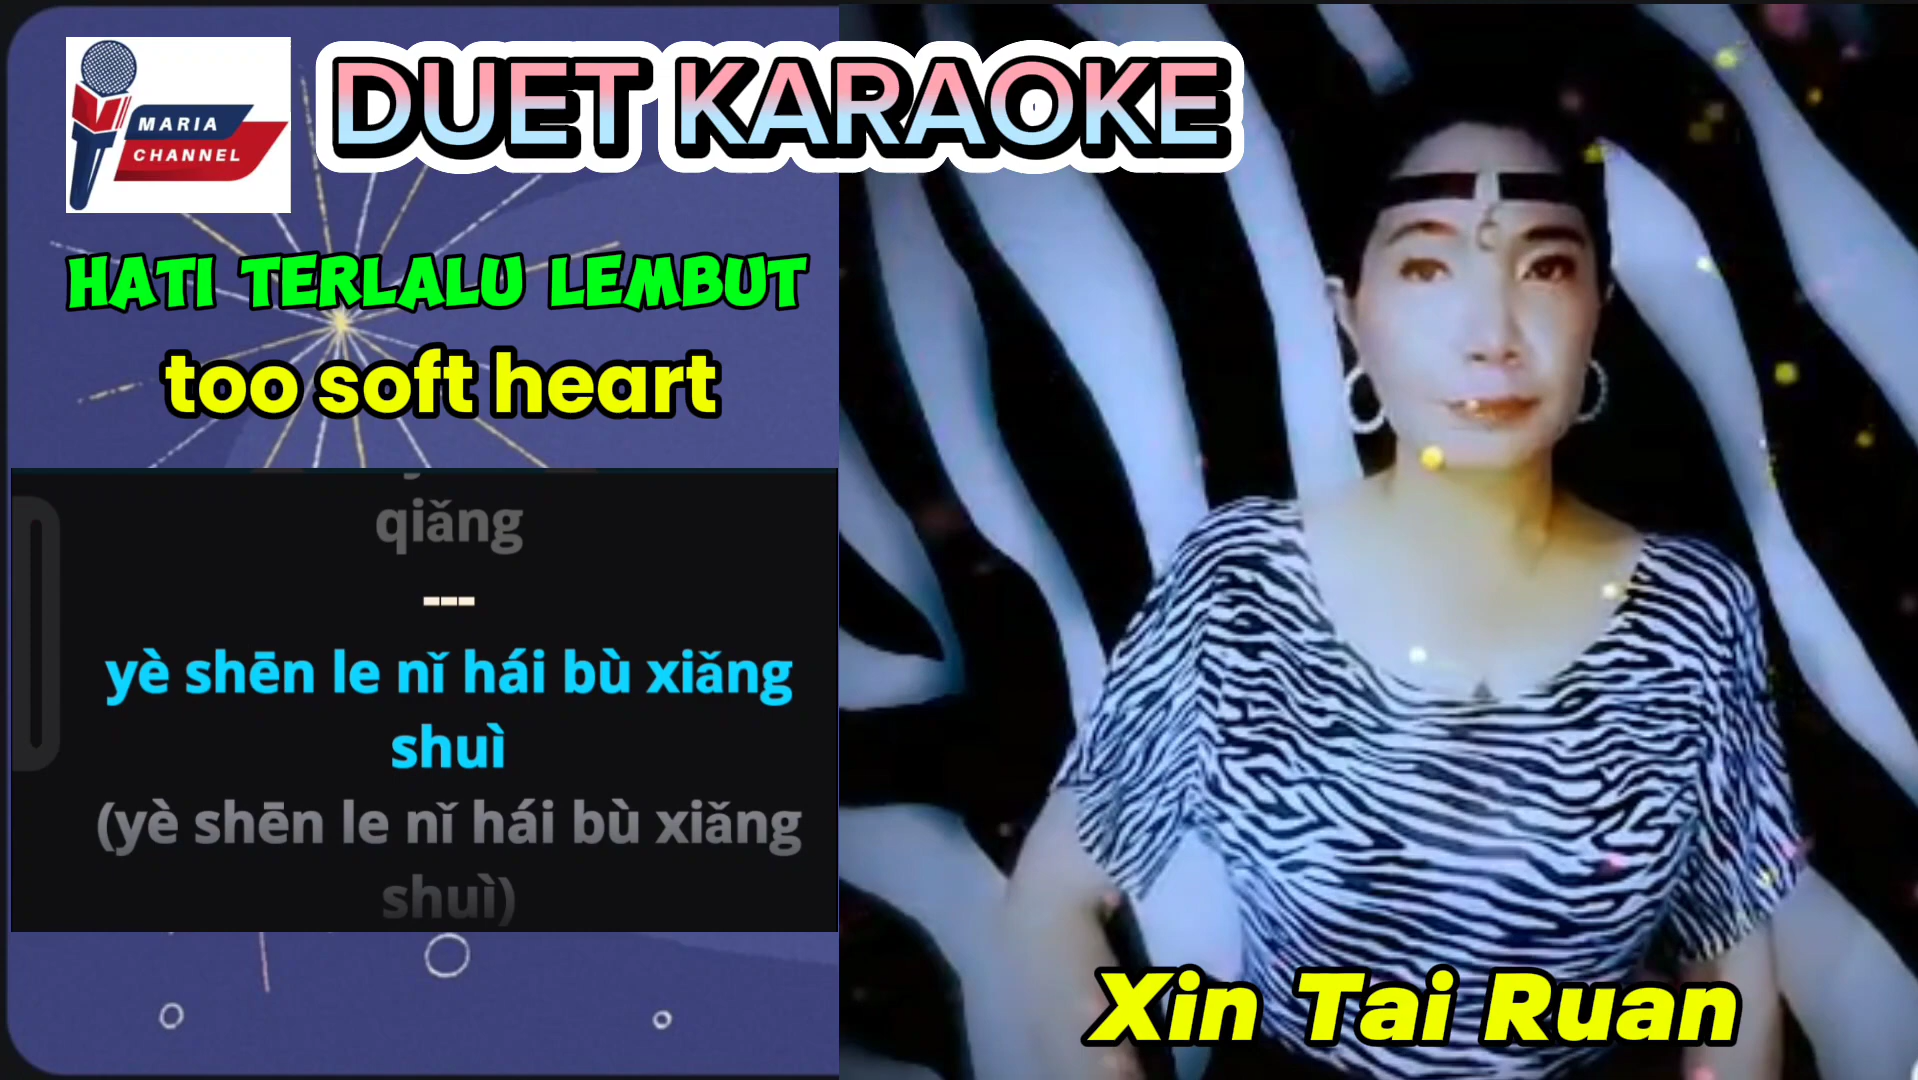 MARIA
CHANNEL
DUET KARAOKE
HATI TERLALU LEMBUT
too soft heart
qiǎng
---
yè shēn le nǐ hái bù xiǎng
shuì
(yè shēn le nǐ hái bù xiǎng
shuì)
Xin Tai Ruan